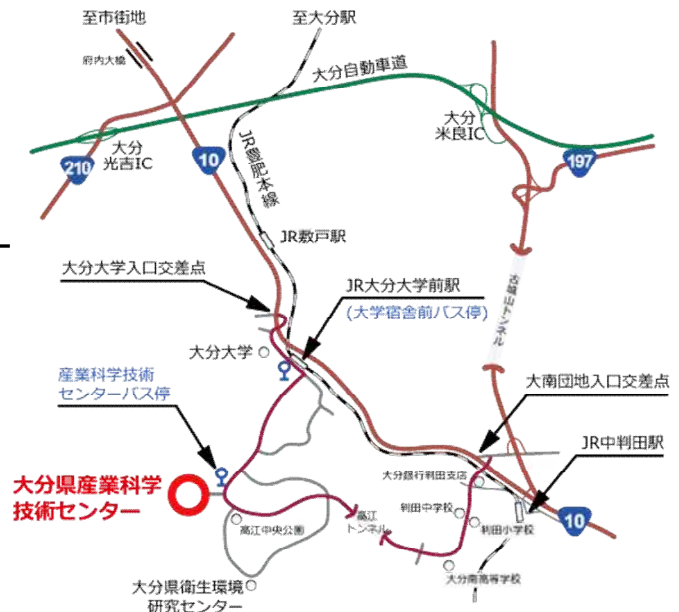 至市街地
至大分駅
府内大橋
大分自動車道
大分
光吉IC
大分
米良IC
210
10
197
JR豊肥本線
JR敷戸駅
大分大学入口交差点
JR大分大学前駅
(大学宿舎前バス停)
古城山トンネル
大分大学
産業科学技術
センターバス停
大南団地入口交差点
JR中判田駅
大分銀行判田支店
大分県産業科学
技術センター
高江
トンネル
判田中学校
判田小学校
10
高江中央公園
大分南高等学校
大分県衛生環境
研究センター